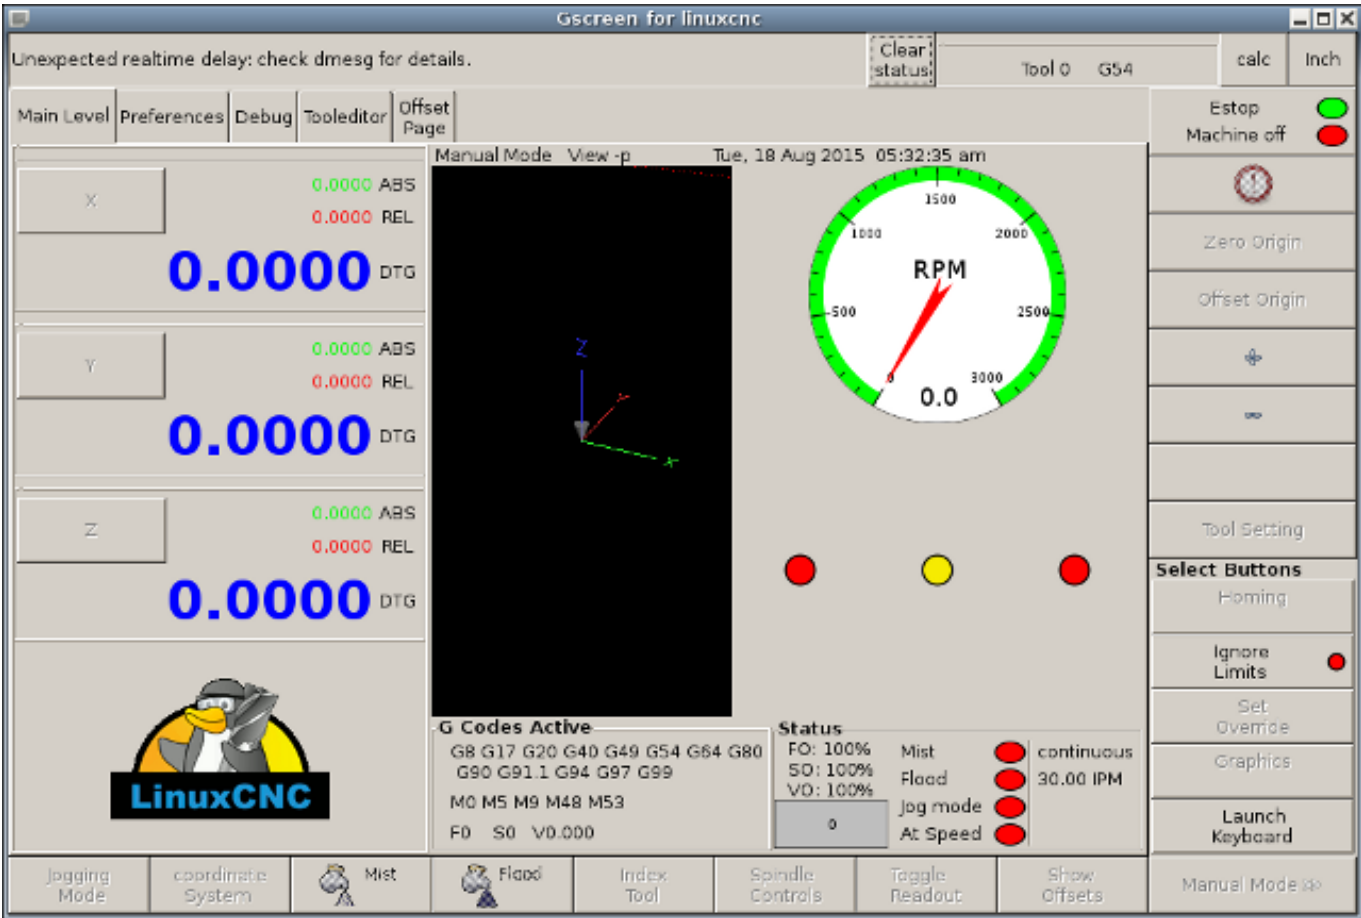 Gscreen for linuxcnc
Unexpected realtime delay: check dmesg for details.
Clear
status
Tool 0 G54
calc
Inch
Main Level
Preferences
Debug
Tooleditor
Offset
Page
Estop
Machine off
Manual Mode View -p Tue, 18 Aug 2015 05:32:35 am
X
0.0000 ABS
0.0000 REL
0.0000 DTG
Y
0.0000 ABS
0.0000 REL
0.0000 DTG
Z
0.0000 ABS
0.0000 REL
0.0000 DTG
LinuxCNC
Z
Y
X
1500
1000
2000
RPM
500
2500
0
3000
0.0
G Codes Active
G8 G17 G20 G40 G49 G54 G64 G80
G90 G91.1 G94 G97 G99
M0 M5 M9 M48 M53
F0 S0 V0.000
Status
FO: 100%
SO: 100%
VO: 100%
0
Mist
Flood
Jog mode
At Speed
continuous
30.00 IPM
Zero Origin
Offset Origin
Tool Setting
Select Buttons
Homing
Ignore
Limits
Set
Override
Graphics
Launch
Keyboard
Jogging
Mode
coordinate
System
Mist
Flood
Index
Tool
Spindle
Controls
Toggle
Readout
Show
Offsets
Manual Mode >>